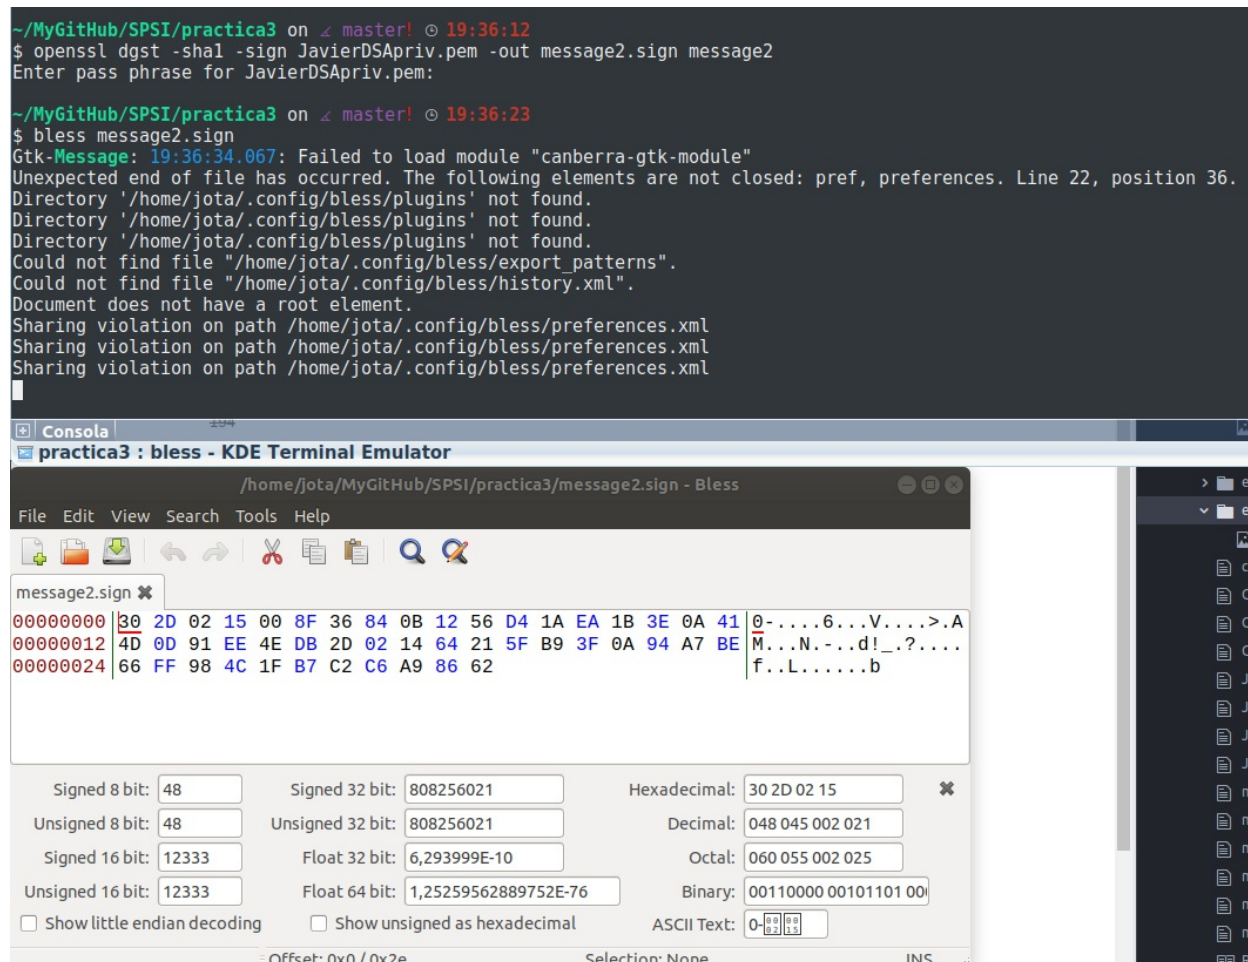 ~/MyGitHub/SPSI/practica3 on master! 19:36:12
$ openssl dgst -sha1 -sign JavierDSApriv.pem -out message2.sign message2
Enter pass phrase for JavierDSApriv.pem:
~/MyGitHub/SPSI/practica3 on master! 19:36:23
$ bless message2.sign
Gtk-Message: 19:36:34.067: Failed to load module "canberra-gtk-module"
Unexpected end of file has occurred. The following elements are not closed: pref, preferences. Line 22, position 36.
Directory '/home/jota/.config/bless/plugins' not found.
Directory '/home/jota/.config/bless/plugins' not found.
Directory '/home/jota/.config/bless/plugins' not found.
Could not find file "/home/jota/.config/bless/export_patterns".
Could not find file "/home/jota/.config/bless/history.xml".
Document does not have a root element.
Sharing violation on path /home/jota/.config/bless/preferences.xml
Sharing violation on path /home/jota/.config/bless/preferences.xml
Sharing violation on path /home/jota/.config/bless/preferences.xml
Consola
practica3 : bless - KDE Terminal Emulator
/home/jota/MyGitHub/SPSI/practica3/message2.sign - Bless
File Edit View Search Tools Help
message2.sign
00000000 30 2D 02 15 00 8F 36 84 0B 12 56 D4 1A EA 1B 3E 0A 41 0-....6...V....>.A
00000012 4D 0D 91 EE 4E DB 2D 02 14 64 21 5F B9 3F 0A 94 A7 BE M...N.-..d!_.?....
00000024 66 FF 98 4C 1F B7 C2 C6 A9 86 62 f..L......b
Signed 8 bit: 48 Signed 32 bit: 808256021 Hexadecimal: 30 2D 02 15
Unsigned 8 bit: 48 Unsigned 32 bit: 808256021 Decimal: 048 045 002 021
Signed 16 bit: 12333 Float 32 bit: 6,293999E-10 Octal: 060 055 002 025
Unsigned 16 bit: 12333 Float 64 bit: 1,25259562889752E-76 Binary: 00110000 00101101 00
Show little endian decoding Show unsigned as hexadecimal ASCII Text: 0-
Offset: 0x0 / 0x2e Selection: None INS